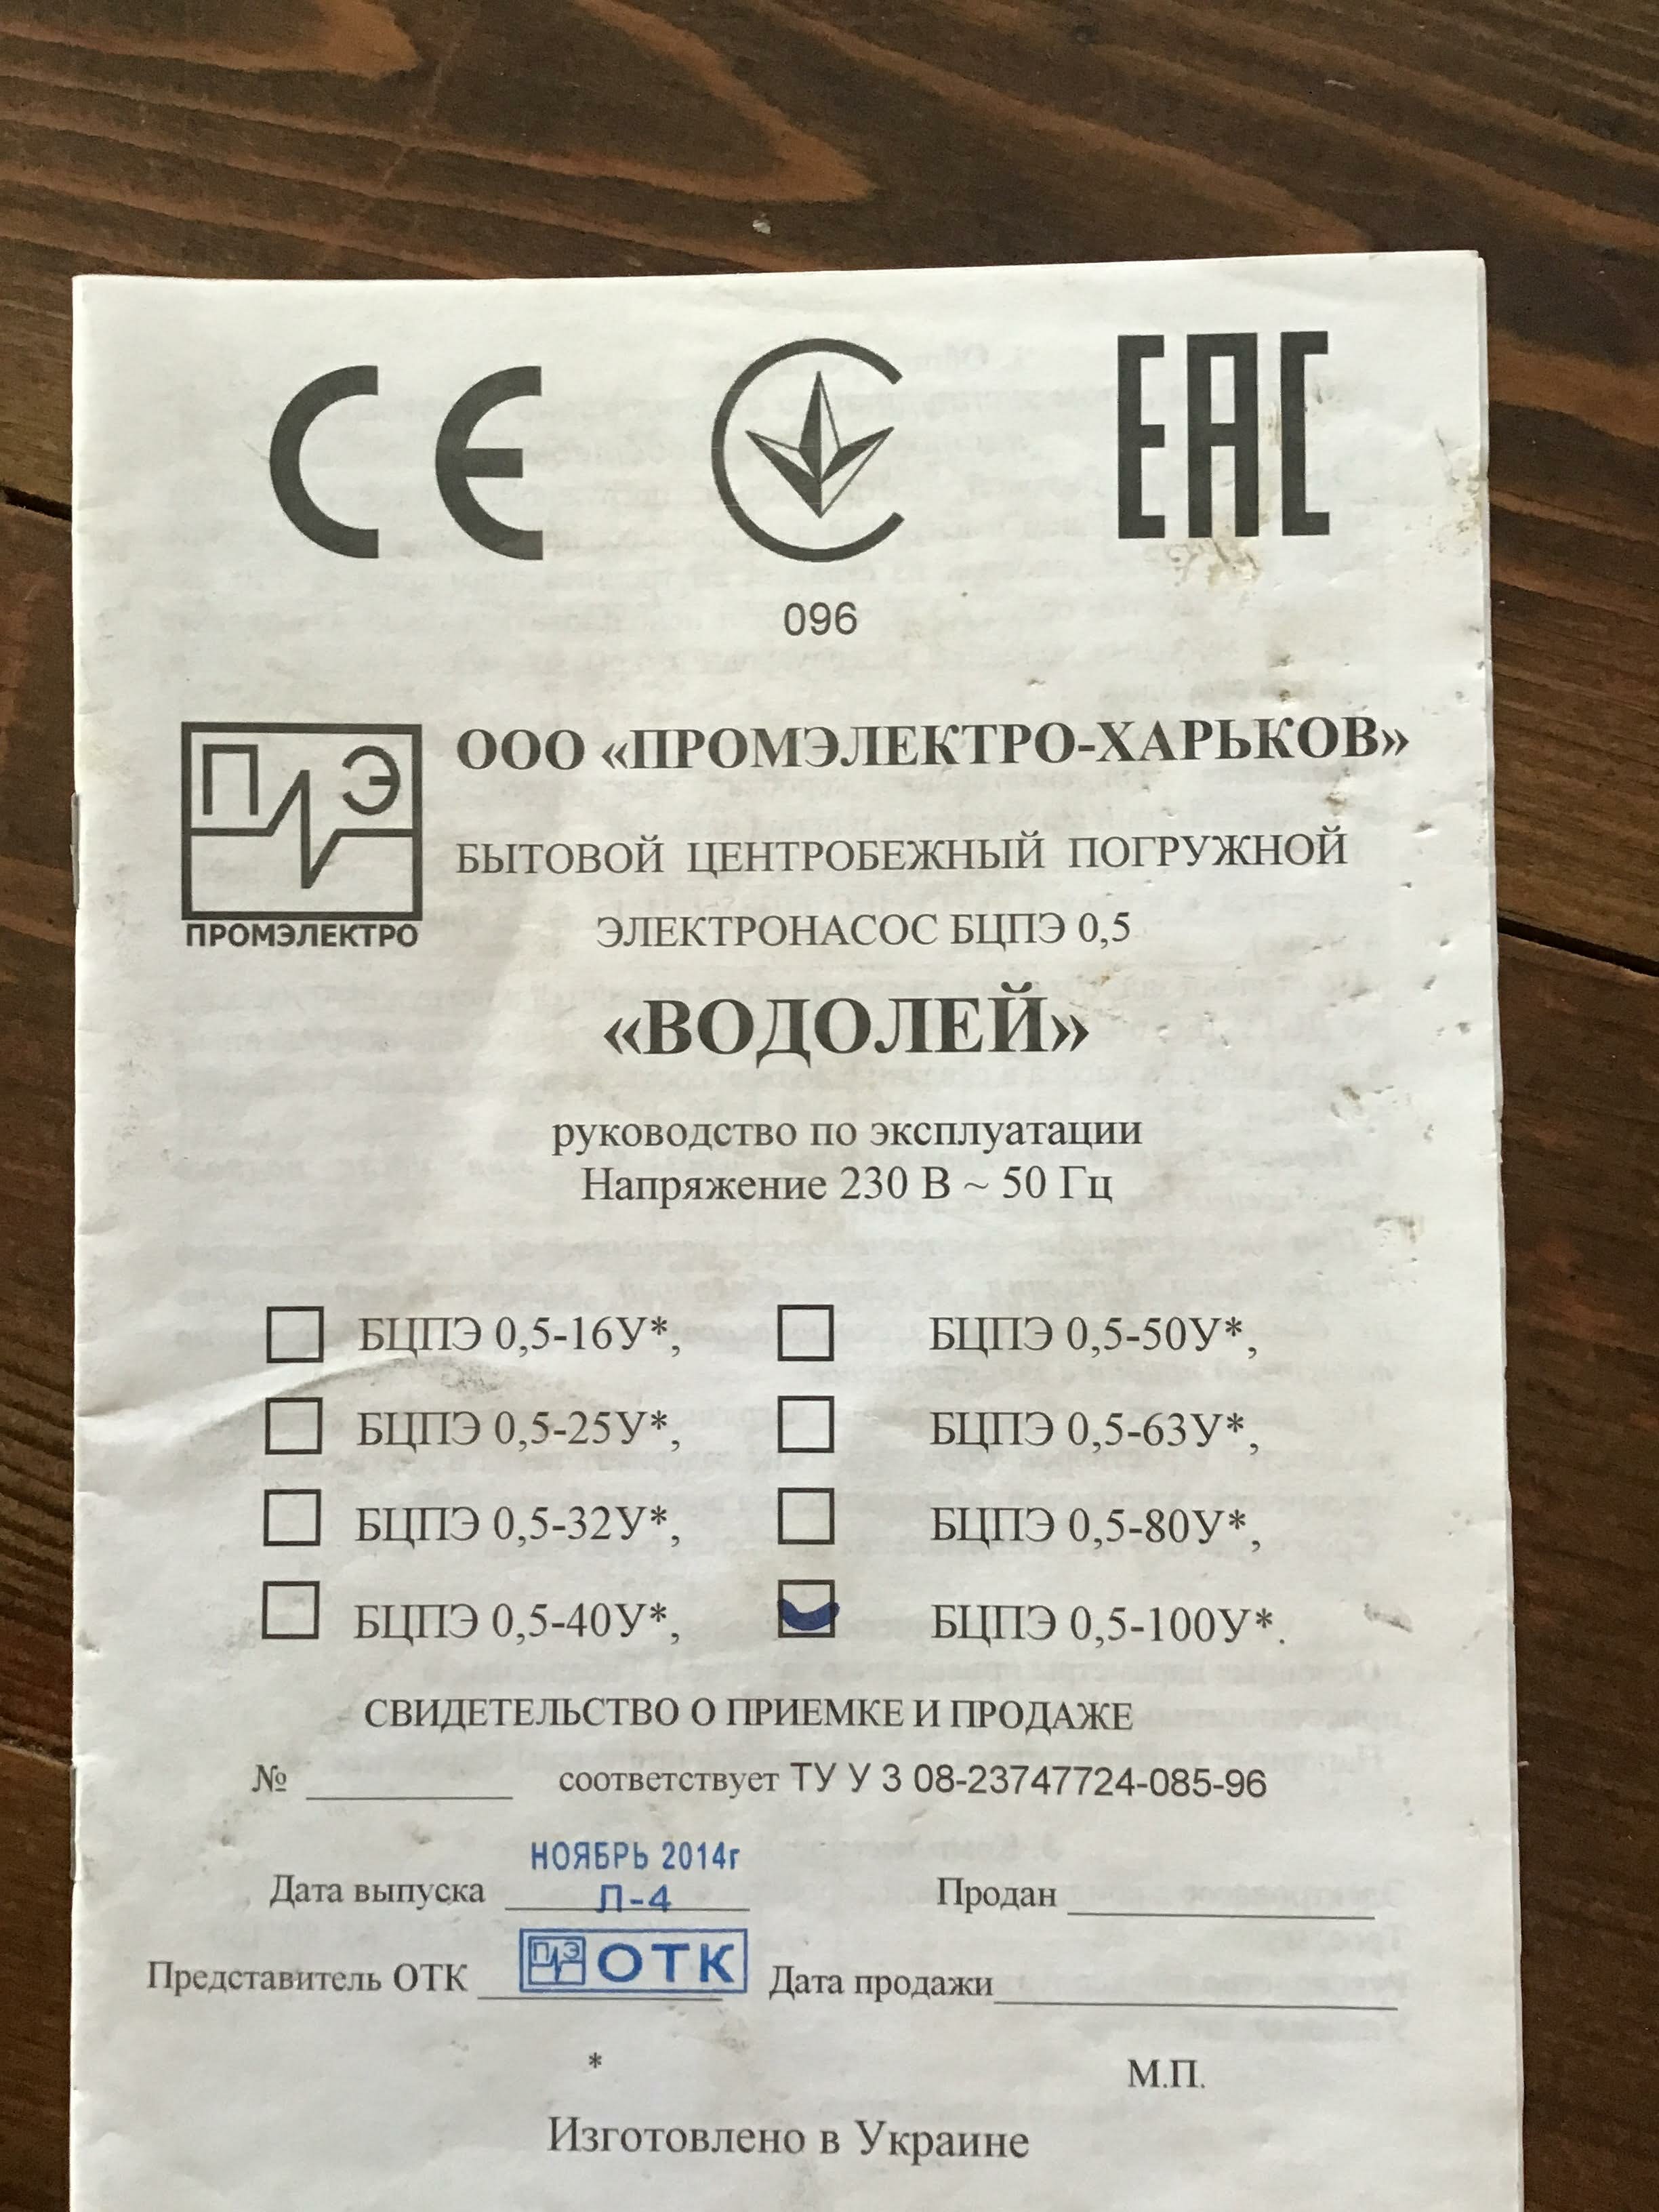 CE EAC
096
П Э
ПРОМЭЛЕКТРО
ООО «ПРОМЭЛЕКТРО-ХАРЬКОВ»
БЫТОВОЙ ЦЕНТРОБЕЖНЫЙ ПОГРУЖНОЙ
ЭЛЕКТРОНАСОС БЦПЭ 0,5
«ВОДОЛЕЙ»
руководство по эксплуатации
Напряжение 230 В ~ 50 Гц
БЦПЭ 0,5-16У*, БЦПЭ 0,5-50У*,
БЦПЭ 0,5-25У*, БЦПЭ 0,5-63У*,
БЦПЭ 0,5-32У*, БЦПЭ 0,5-80У*,
БЦПЭ 0,5-40У*, БЦПЭ 0,5-100У*.
СВИДЕТЕЛЬСТВО О ПРИЕМКЕ И ПРОДАЖЕ
№ соответствует ТУ У 3 08-23747724-085-96
НОЯБРЬ 2014г
Дата выпуска Л-4 Продан
Представитель ОТК ПЭ ОТК Дата продажи
* М.П.
Изготовлено в Украине